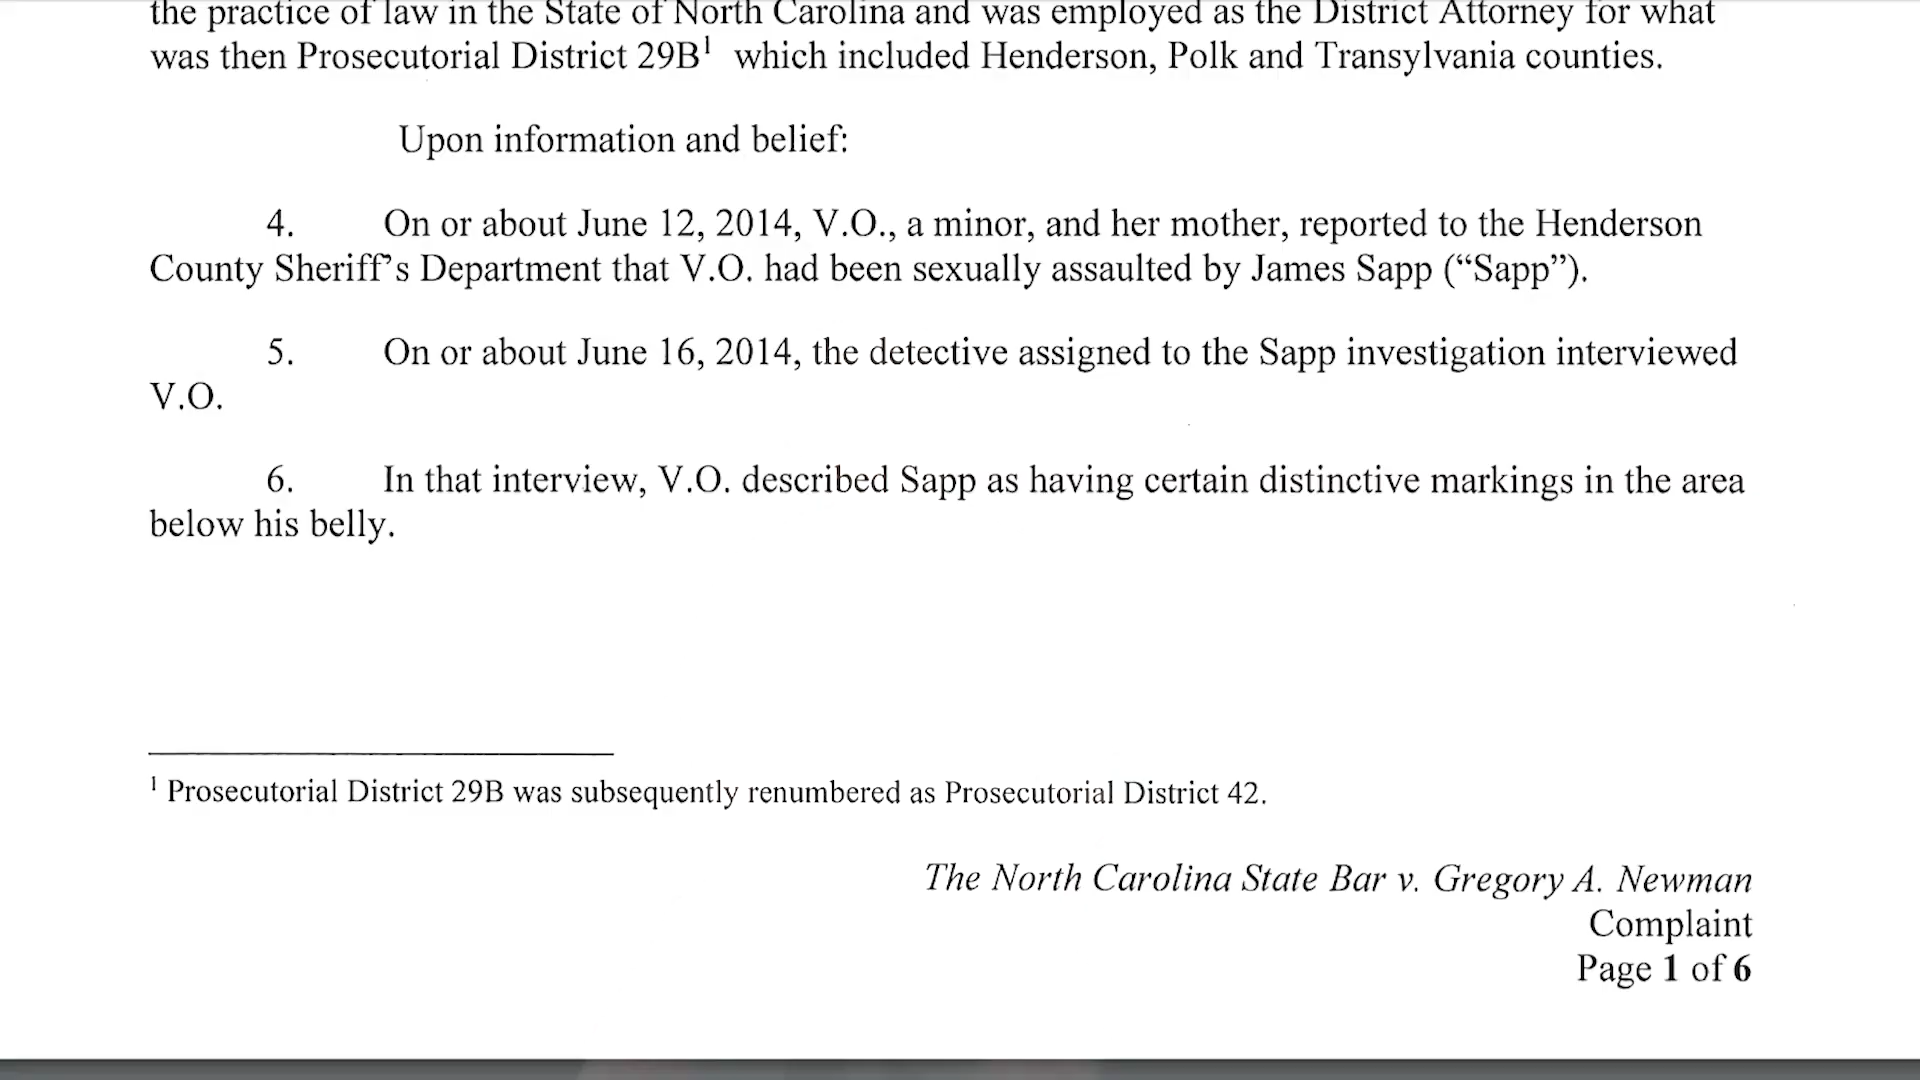 the practice of law in the State of North Carolina and was employed as the District Attorney for what
was then Prosecutorial District 29B¹ which included Henderson, Polk and Transylvania counties.
Upon information and belief:
4. On or about June 12, 2014, V.O., a minor, and her mother, reported to the Henderson
County Sheriff's Department that V.O. had been sexually assaulted by James Sapp (“Sapp”).
5. On or about June 16, 2014, the detective assigned to the Sapp investigation interviewed
V.O.
6. In that interview, V.O. described Sapp as having certain distinctive markings in the area
below his belly.
¹ Prosecutorial District 29B was subsequently renumbered as Prosecutorial District 42.
The North Carolina State Bar v. Gregory A. Newman
Complaint
Page 1 of 6